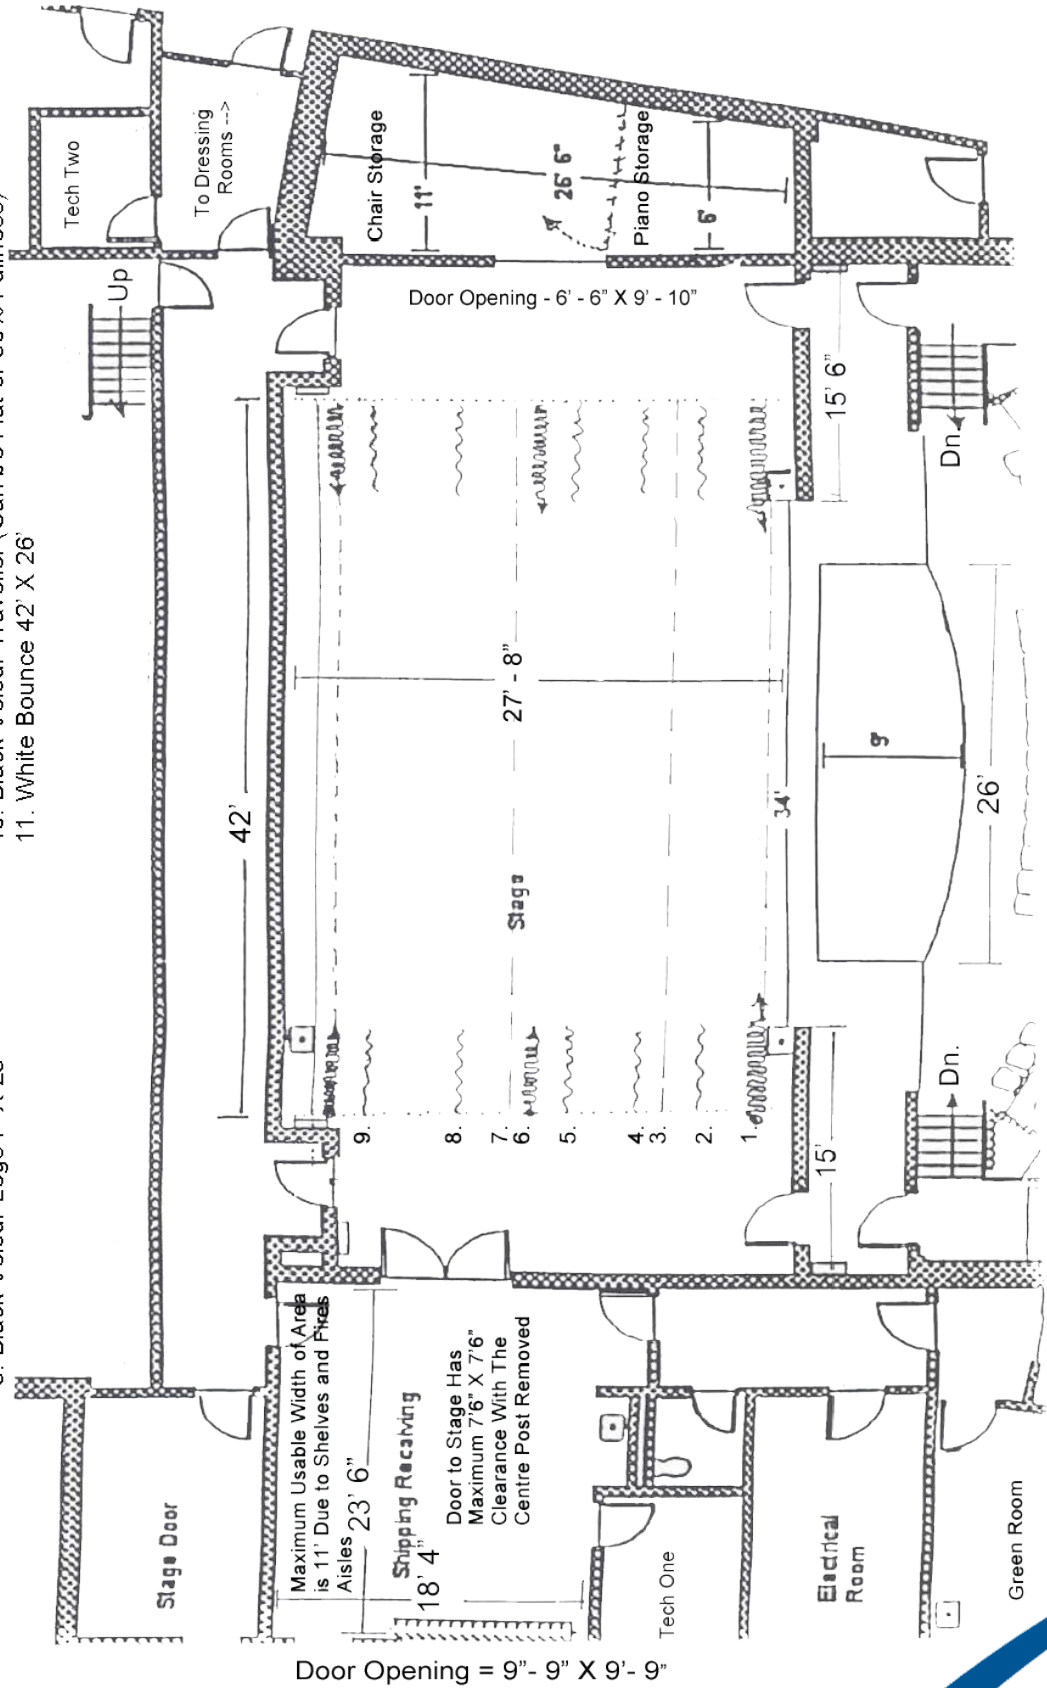 11. White Bounce 42' X 26'
Tech Two
To Dressing
Rooms -->
Up
Chair Storage
11'
26' 6"
Piano Storage
6'
Door Opening - 6' - 6" X 9' - 10"
15' 6"
Dn.
42'
27' - 8"
Stage
34'
9'
26'
9.
8.
7.
6.
5.
4.
3.
2.
1.
15'
Dn.
Stage Door
Maximum Usable Width of Area
is 11' Due to Shelves and Fires
Aisles
23' 6"
Shipping Receiving
18' 4"
Door to Stage Has
Maximum 7'6" X 7'6"
Clearance With The
Centre Post Removed
Tech One
Electrical
Room
Green Room
Door Opening = 9"- 9" X 9'- 9"